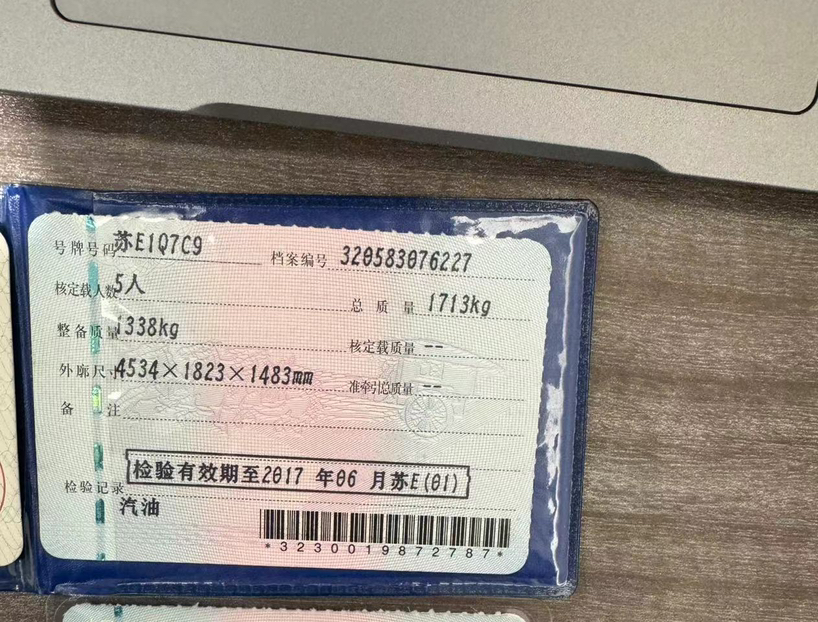 号牌号码 苏E1Q7C9 档案编号 320583076227
核定载人数 5人 总质量 1713kg
整备质量 1338kg 核定载质量 --
外廓尺寸 4534×1823×1483mm 准牵引总质量 --
备注
检验记录 检验有效期至2017 年06 月苏E(01)
汽油
*3230019872787*